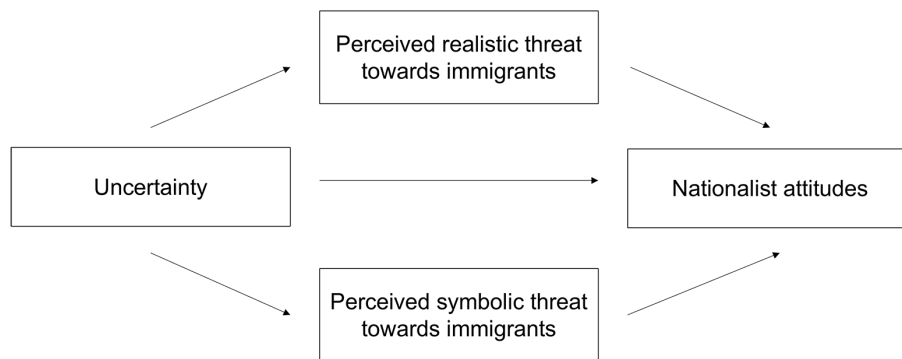 Perceived realistic threat
towards immigrants
Uncertainty
Nationalist attitudes
Perceived symbolic threat
towards immigrants